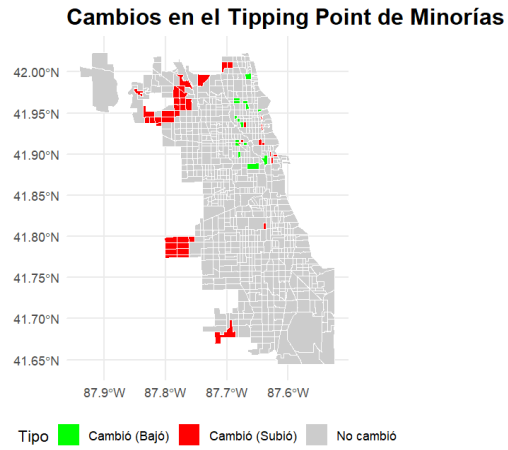 Cambios en el Tipping Point de Minorías
42.00°N
41.95°N
41.90°N
41.85°N
41.80°N
41.75°N
41.70°N
41.65°N
87.9°W 87.8°W 87.7°W 87.6°W
Tipo Cambió (Bajó) Cambió (Subió) No cambió